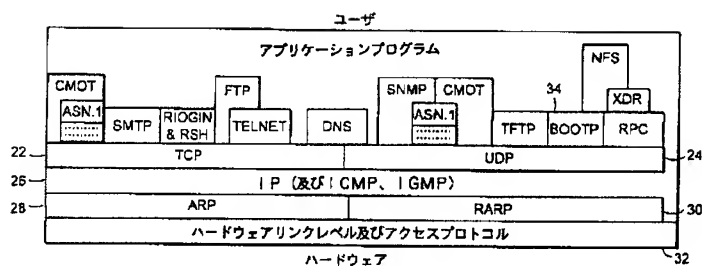 ユーザ
アプリケーションプログラム
NFS
34
CMOT
FTP
SNMP
CMOT
XDR
ASN.1
ASN.1
SMTP
RIOGIN
& RSH
TELNET
DNS
TFTP
BOOTP
RPC
22
TCP
UDP
24
26
IP (及びICMP、IGMP)
28
ARP
RARP
30
ハードウェアリンクレベル及びアクセスプロトコル
32
ハードウェア